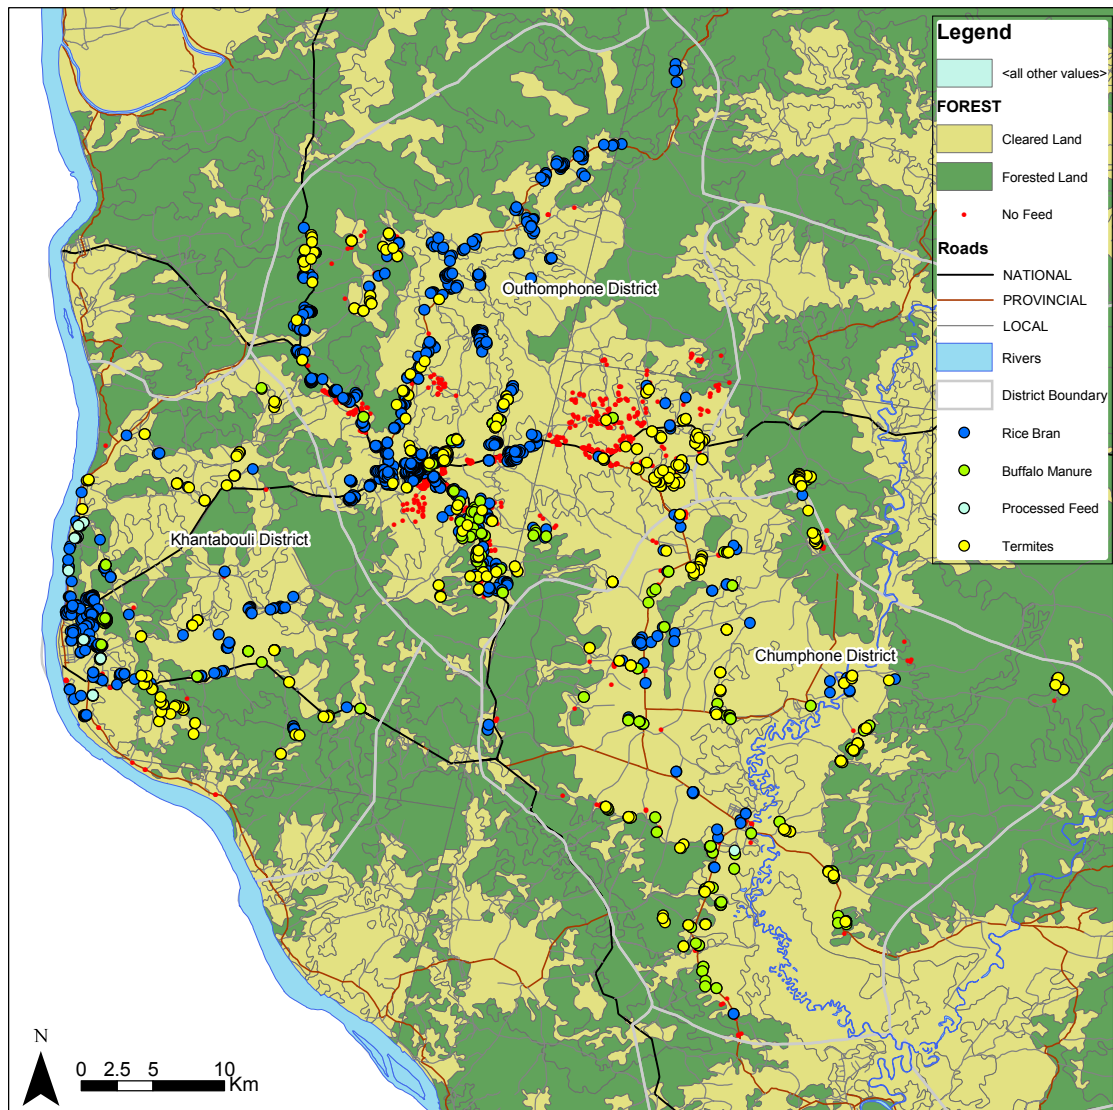 Legend
<all other values>
FOREST
Cleared Land
Forested Land
No Feed
Roads
NATIONAL
PROVINCIAL
LOCAL
Rivers
District Boundary
Rice Bran
Buffalo Manure
Processed Feed
Termites
Outhomphone District
Khantabouli District
Chumphone District
N
0 2.5 5 10
Km